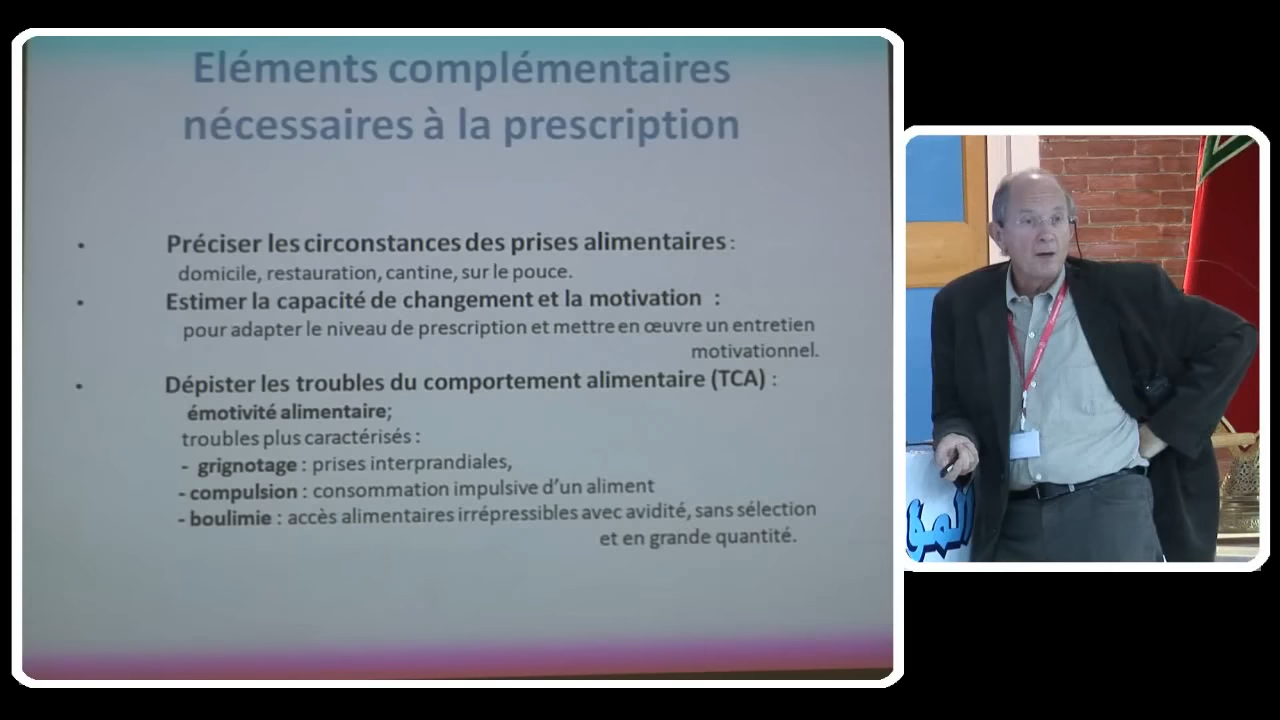 Eléments complémentaires
nécessaires à la prescription
• Préciser les circonstances des prises alimentaires :
domicile, restauration, cantine, sur le pouce.
• Estimer la capacité de changement et la motivation :
pour adapter le niveau de prescription et mettre en œuvre un entretien
motivationnel.
• Dépister les troubles du comportement alimentaire (TCA) :
émotivité alimentaire;
troubles plus caractérisés :
- grignotage : prises interprandiales,
- compulsion : consommation impulsive d'un aliment
- boulimie : accès alimentaires irrépressibles avec avidité, sans sélection
et en grande quantité.